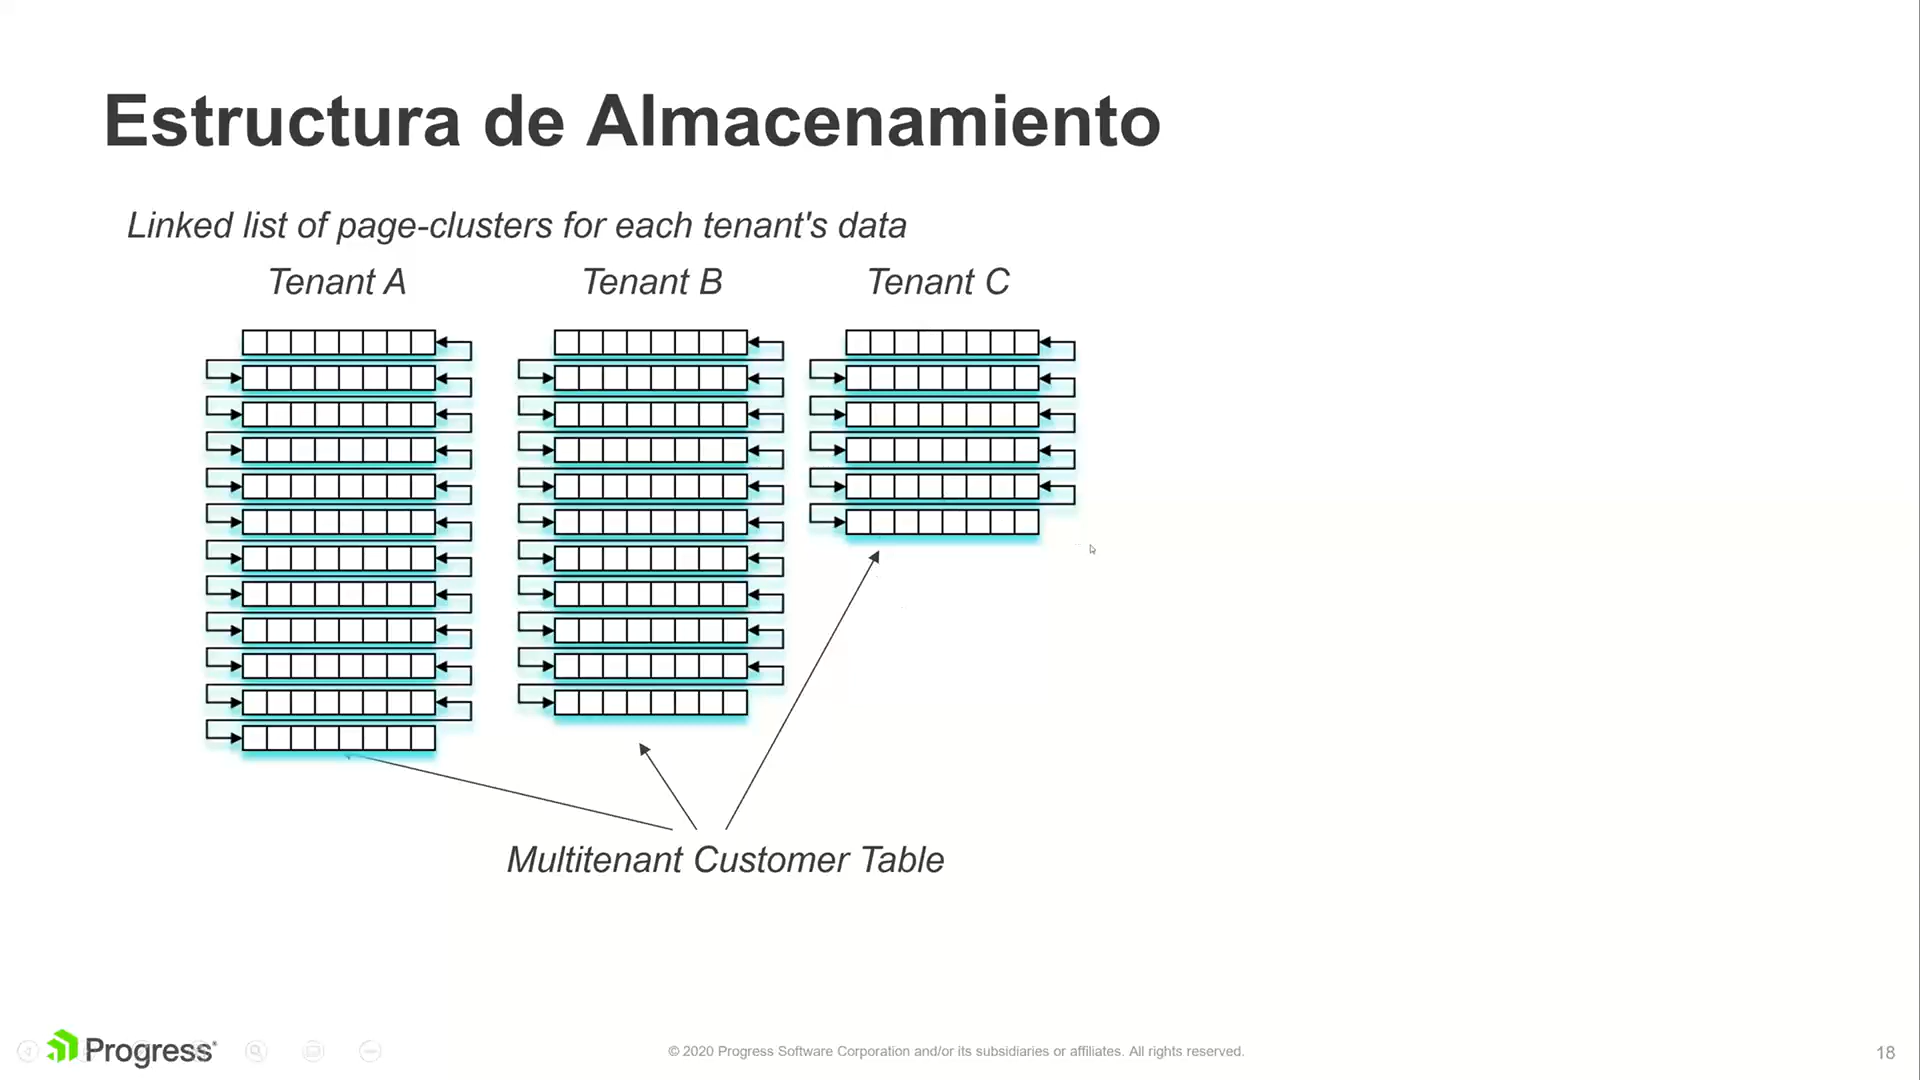 Estructura de Almacenamiento
Linked list of page-clusters for each tenant's data
Tenant A Tenant B Tenant C
Multitenant Customer Table
Progress®
© 2020 Progress Software Corporation and/or its subsidiaries or affiliates. All rights reserved.
18